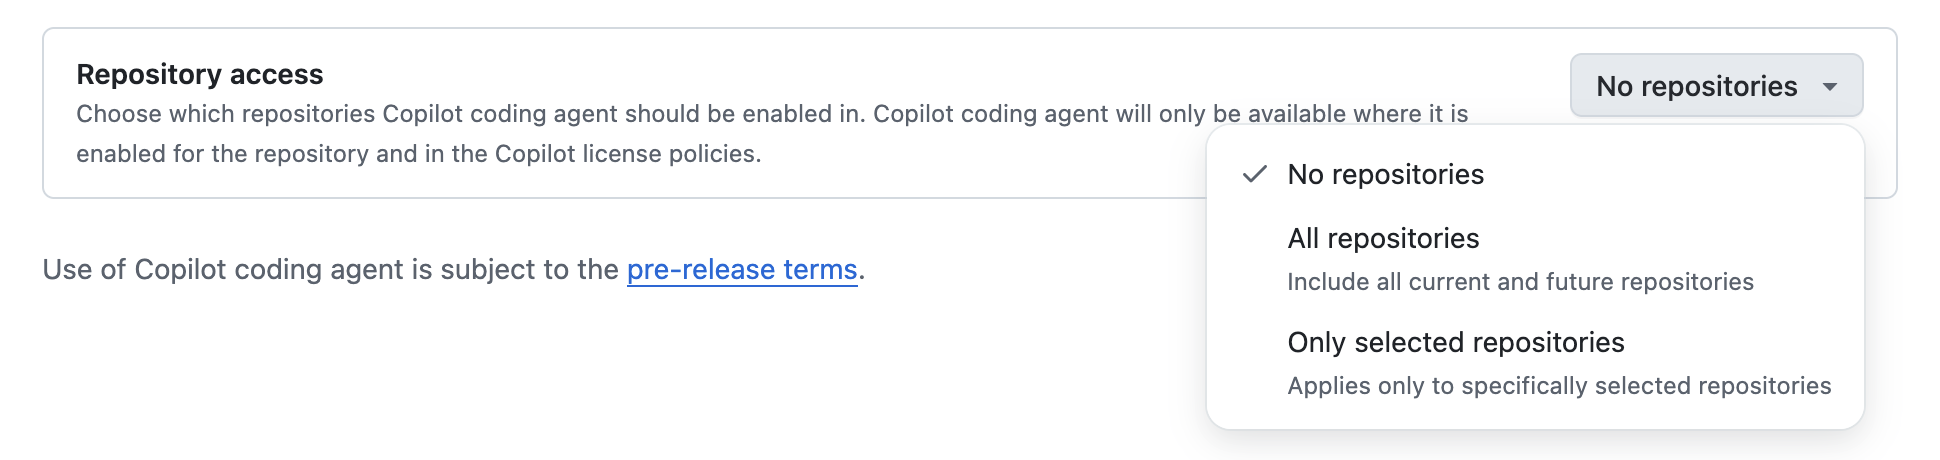 Repository access
Choose which repositories Copilot coding agent should be enabled in. Copilot coding agent will only be available where it is
enabled for the repository and in the Copilot license policies.
No repositories
No repositories
All repositories
Include all current and future repositories
Only selected repositories
Applies only to specifically selected repositories
Use of Copilot coding agent is subject to the pre-release terms.